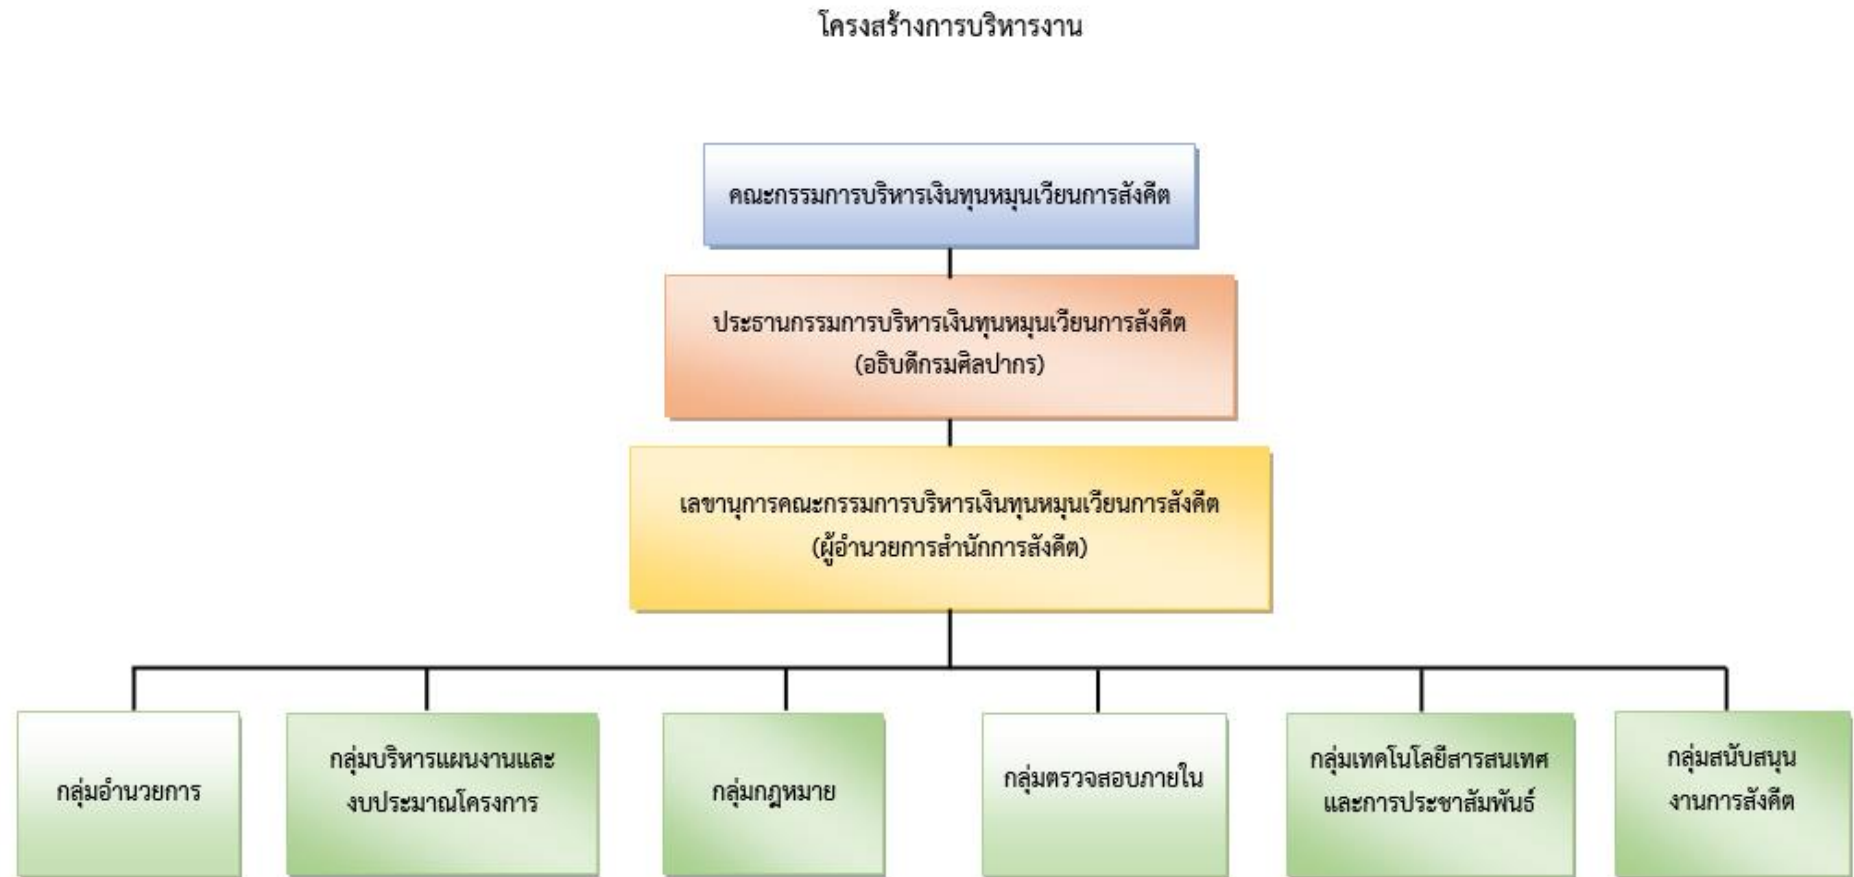 โครงสร้างการบริหารงาน
คณะกรรมการบริหารเงินทุนหมุนเวียนการสังคีต
ประธานกรรมการบริหารเงินทุนหมุนเวียนการสังคีต
(อธิบดีกรมศิลปากร)
เลขานุการคณะกรรมการบริหารเงินทุนหมุนเวียนการสังคีต
(ผู้อำนวยการสำนักการสังคีต)
กลุ่มอำนวยการ
กลุ่มบริหารแผนงานและ
งบประมาณโครงการ
กลุ่มกฎหมาย
กลุ่มตรวจสอบภายใน
กลุ่มเทคโนโลยีสารสนเทศ
และการประชาสัมพันธ์
กลุ่มสนับสนุน
งานการสังคีต